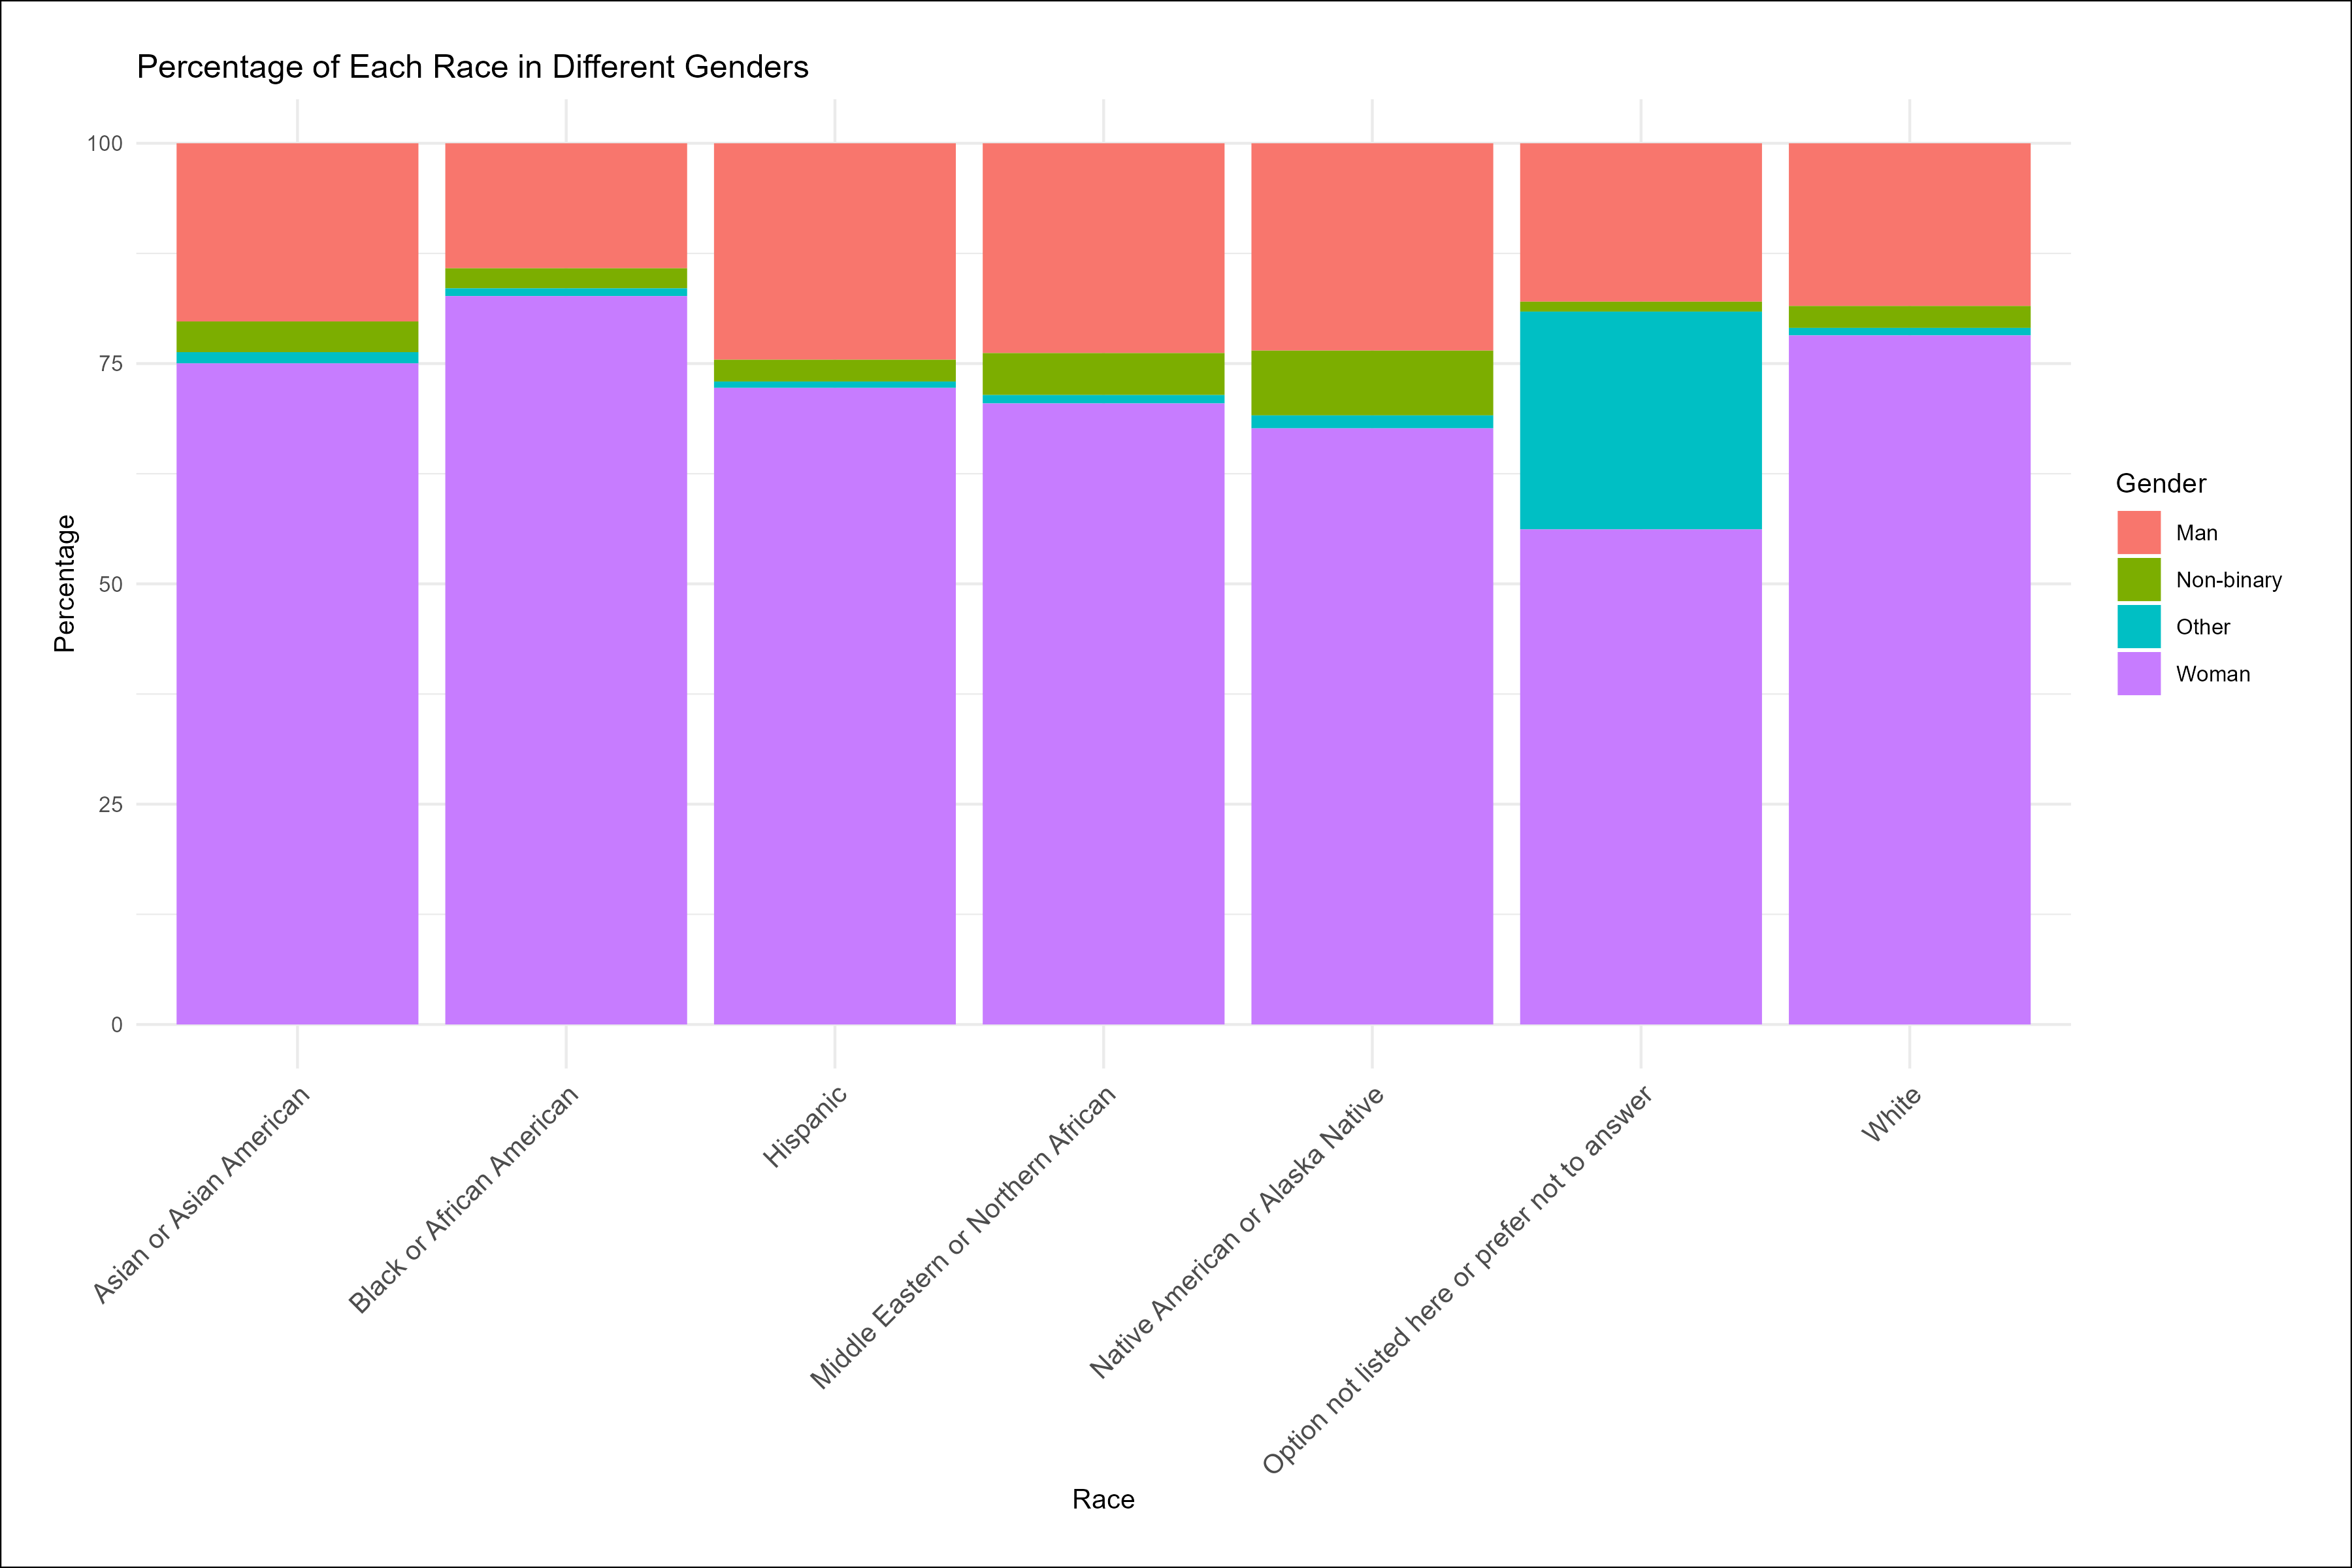 Percentage of Each Race in Different Genders
100
75
50
25
0
Percentage
Asian or Asian American
Black or African American
Hispanic
Middle Eastern or Northern African
Native American or Alaska Native
Option not listed here or prefer not to answer
White
Race
Gender
Man
Non-binary
Other
Woman